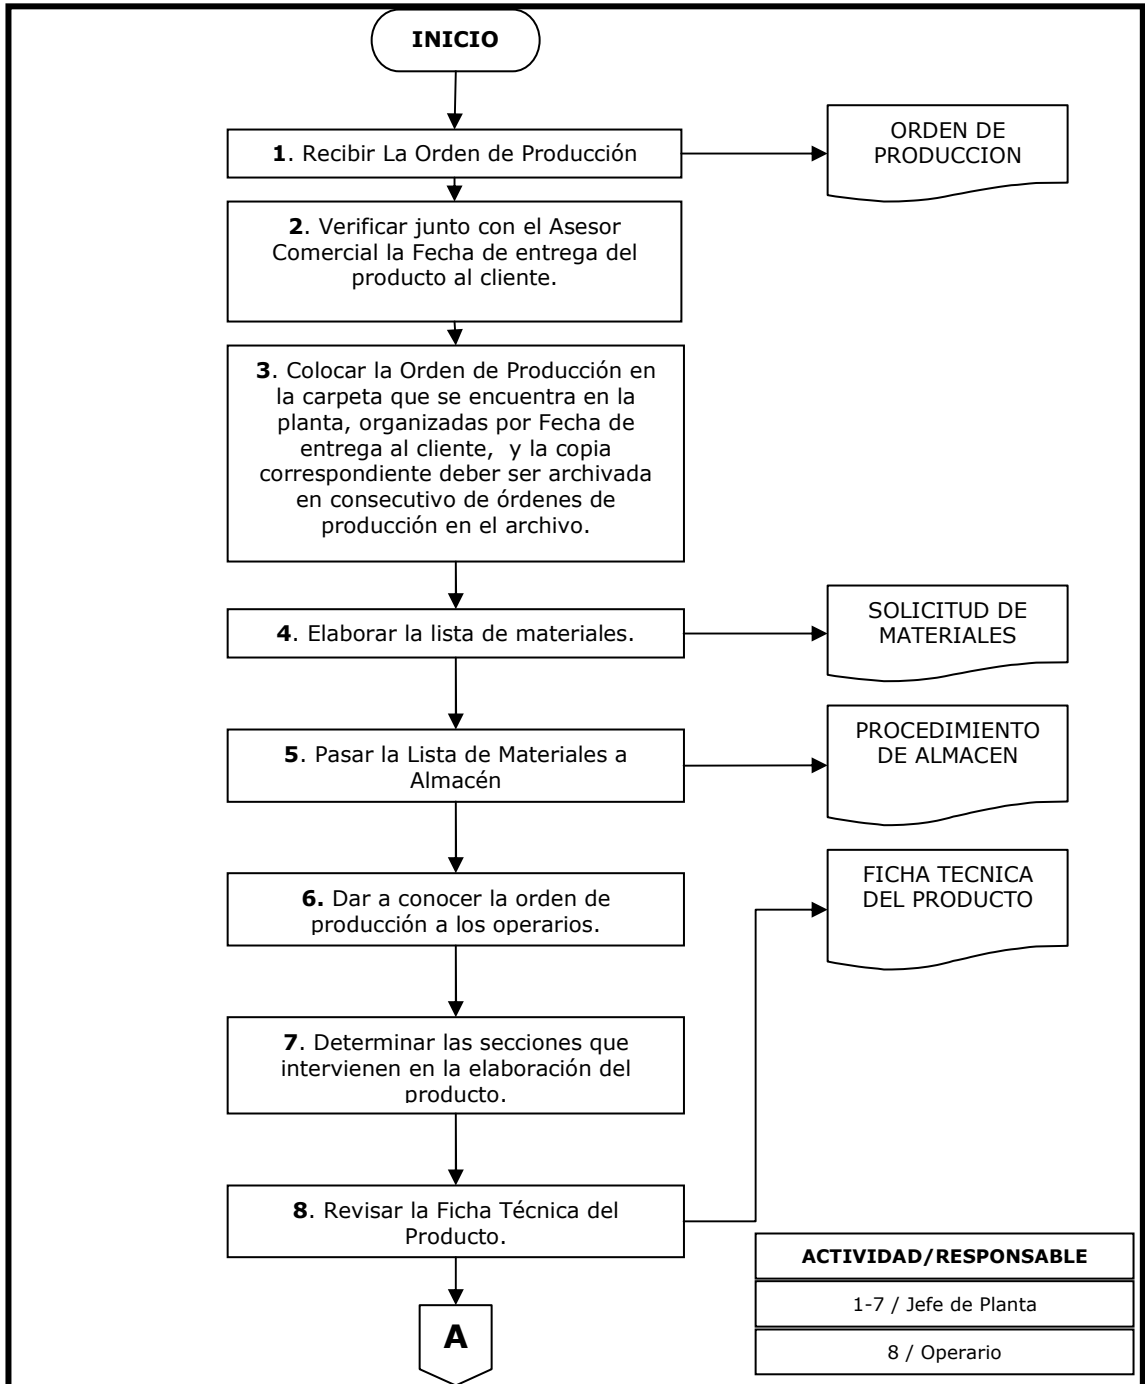 INICIO
1. Recibir La Orden de Producción
ORDEN DE
PRODUCCION
2. Verificar junto con el Asesor
Comercial la Fecha de entrega del
producto al cliente.
3. Colocar la Orden de Producción en
la carpeta que se encuentra en la
planta, organizadas por Fecha de
entrega al cliente,  y la copia
correspondiente deber ser archivada
en consecutivo de órdenes de
producción en el archivo.
4. Elaborar la lista de materiales.
SOLICITUD DE
MATERIALES
5. Pasar la Lista de Materiales a
Almacén
PROCEDIMIENTO
DE ALMACEN
6. Dar a conocer la orden de
producción a los operarios.
FICHA TECNICA
DEL PRODUCTO
7. Determinar las secciones que
intervienen en la elaboración del
producto.
8. Revisar la Ficha Técnica del
Producto.
A
ACTIVIDAD/RESPONSABLE
1-7 / Jefe de Planta
8 / Operario